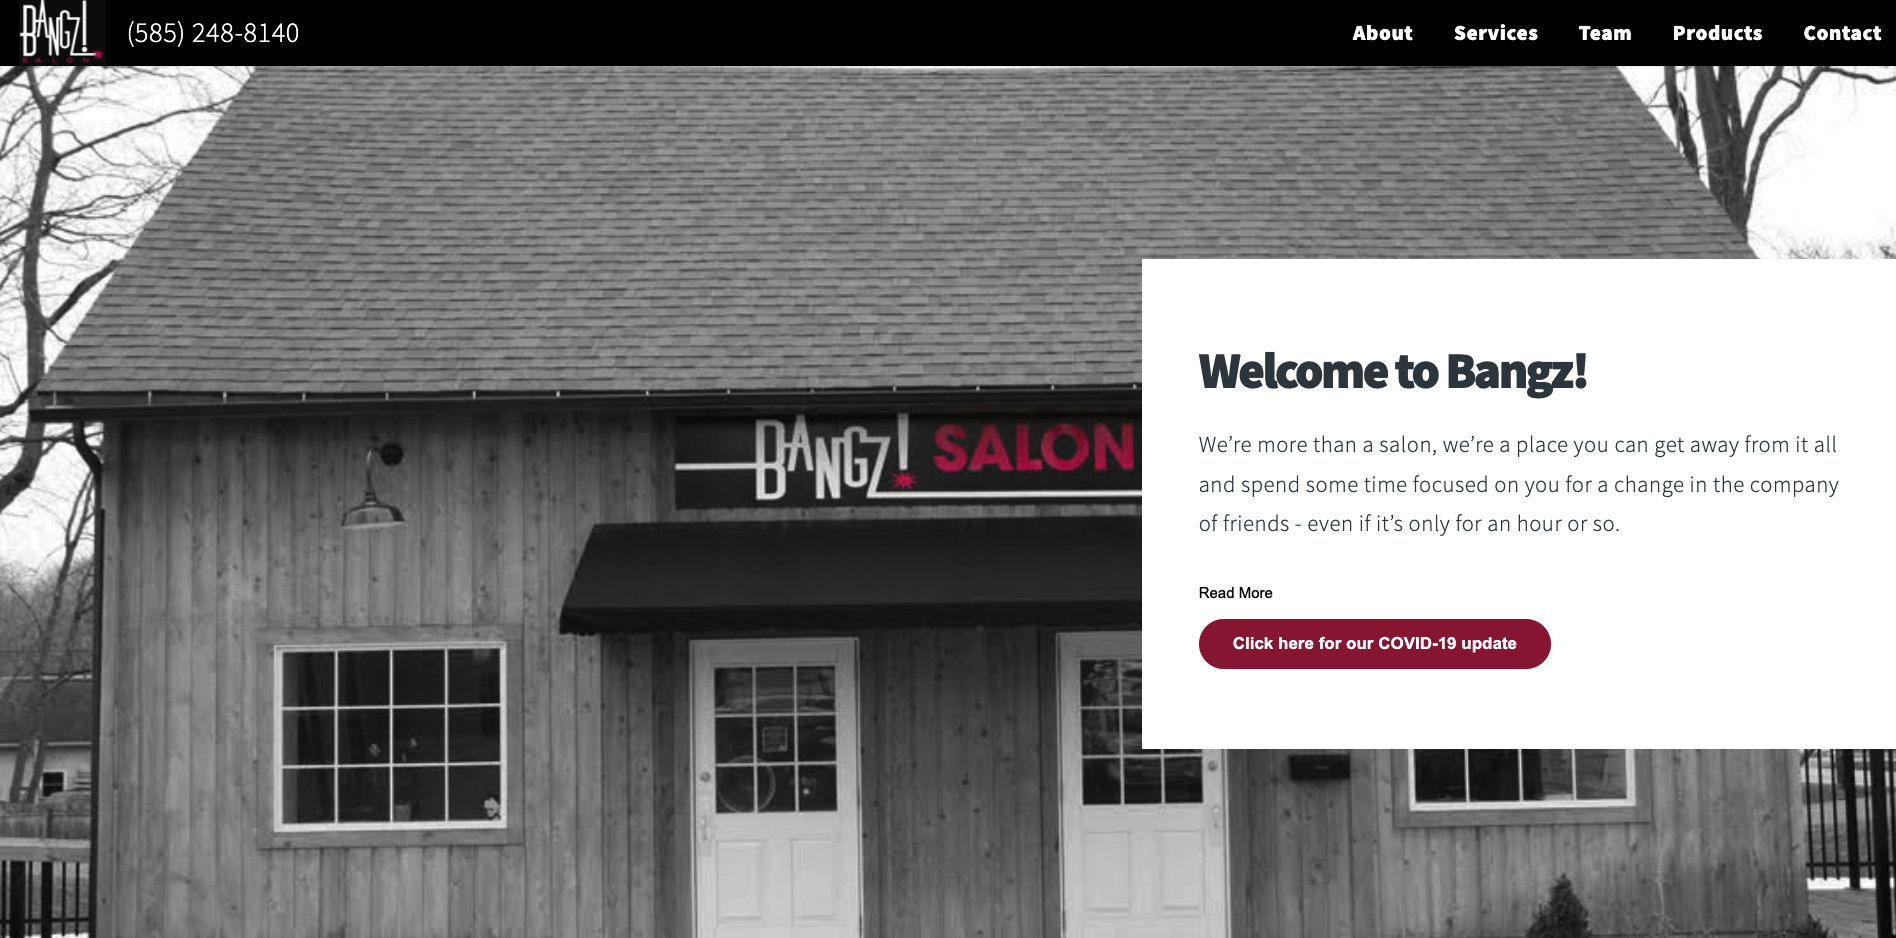 BANGZ!
SALON
(585) 248-8140
About
Services
Team
Products
Contact
BANGZ! SALON
Welcome to Bangz!
We’re more than a salon, we’re a place you can get away from it all
and spend some time focused on you for a change in the company
of friends - even if it’s only for an hour or so.
Read More
Click here for our COVID-19 update